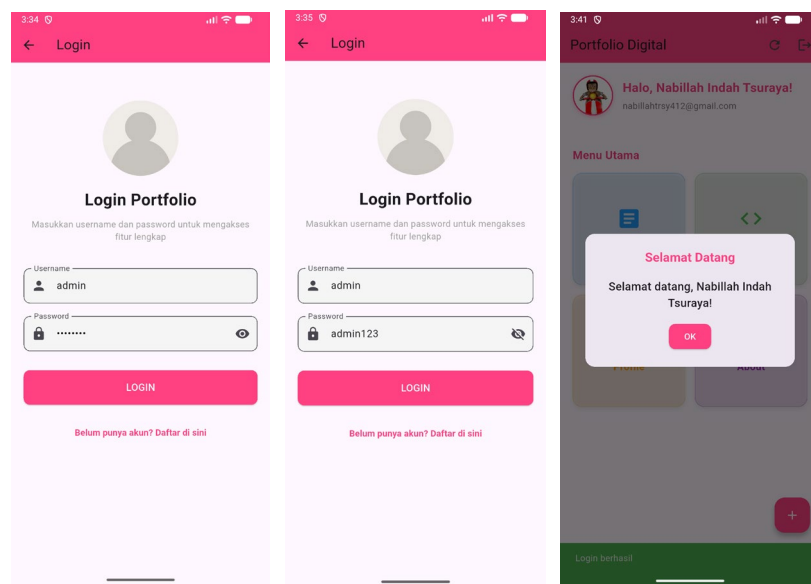 3:34
Login
Login Portfolio
Masukkan username dan password untuk mengakses
fitur lengkap
Username
admin
Password
••••••••
LOGIN
Belum punya akun? Daftar di sini
3:35
Login
Login Portfolio
Masukkan username dan password untuk mengakses
fitur lengkap
Username
admin
Password
admin123
LOGIN
Belum punya akun? Daftar di sini
3:41
Portfolio Digital
Halo, Nabillah Indah Tsuraya!
nabillahtrsy412@gmail.com
Menu Utama
Selamat Datang
Selamat datang, Nabillah Indah
Tsuraya!
OK
Profile
About
Login berhasil